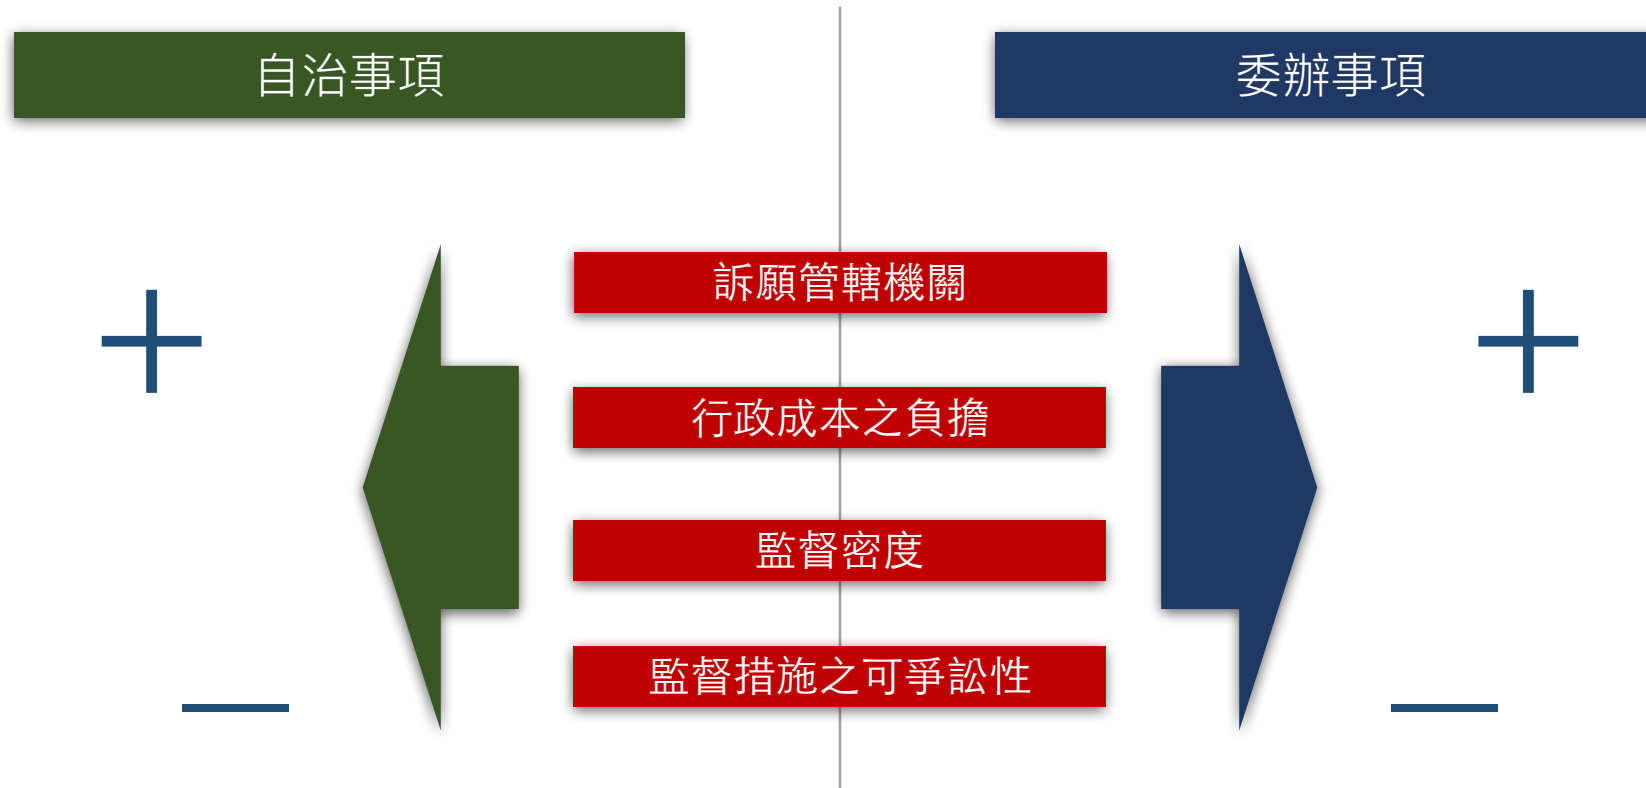 自治事項
委辦事項
訴願管轄機關
行政成本之負擔
監督密度
監督措施之可爭訟性